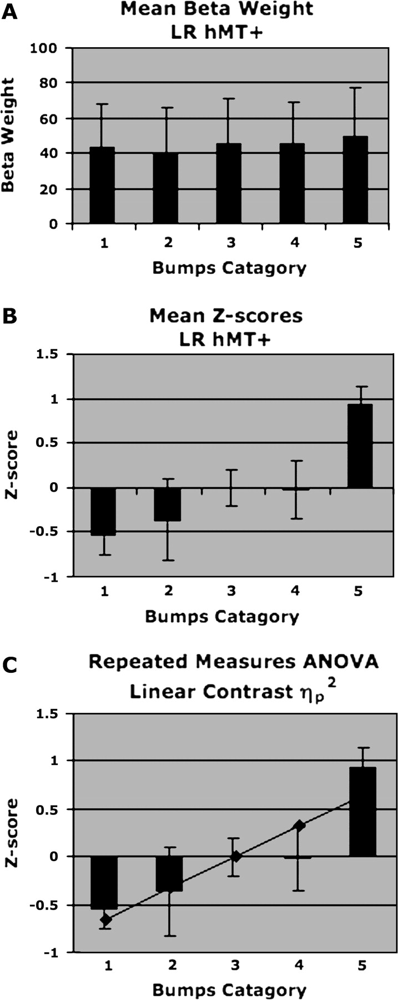 A
Mean Beta Weight
LR hMT+
Beta Weight
100
80
60
40
20
0
1 2 3 4 5
Bumps Catagory
B
Mean Z-scores
LR hMT+
Z-score
1.5
1
0.5
0
-0.5
-1
1 2 3 4 5
Bumps Catagory
C
Repeated Measures ANOVA
Linear Contrast ηp²
Z-score
1.5
1
0.5
0
-0.5
-1
1 2 3 4 5
Bumps Catagory